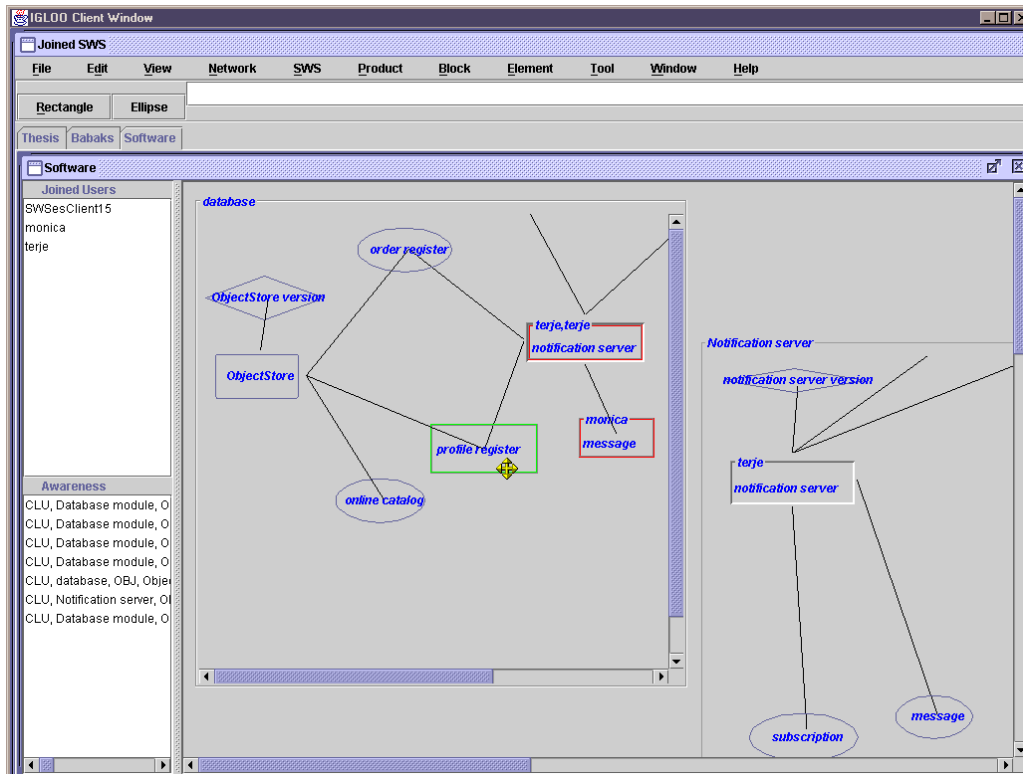 IGLOO Client Window
Joined SWS
File Edit View Network SWS Product Block Element Tool Window Help
Rectangle Ellipse
Thesis Babaks Software
Software
Joined Users
SWSesClient15
monica
terje
Awareness
CLU, Database module, O
CLU, Database module, O
CLU, Database module, O
CLU, Database module, O
CLU, database, OBJ, Obje
CLU, Notification server, O
CLU, Database module, O
database
order register
ObjectStore version
terje,terje
notification server
ObjectStore
monica
message
profile register
online catalog
Notification server
notification server version
terje
notification server
message
subscription